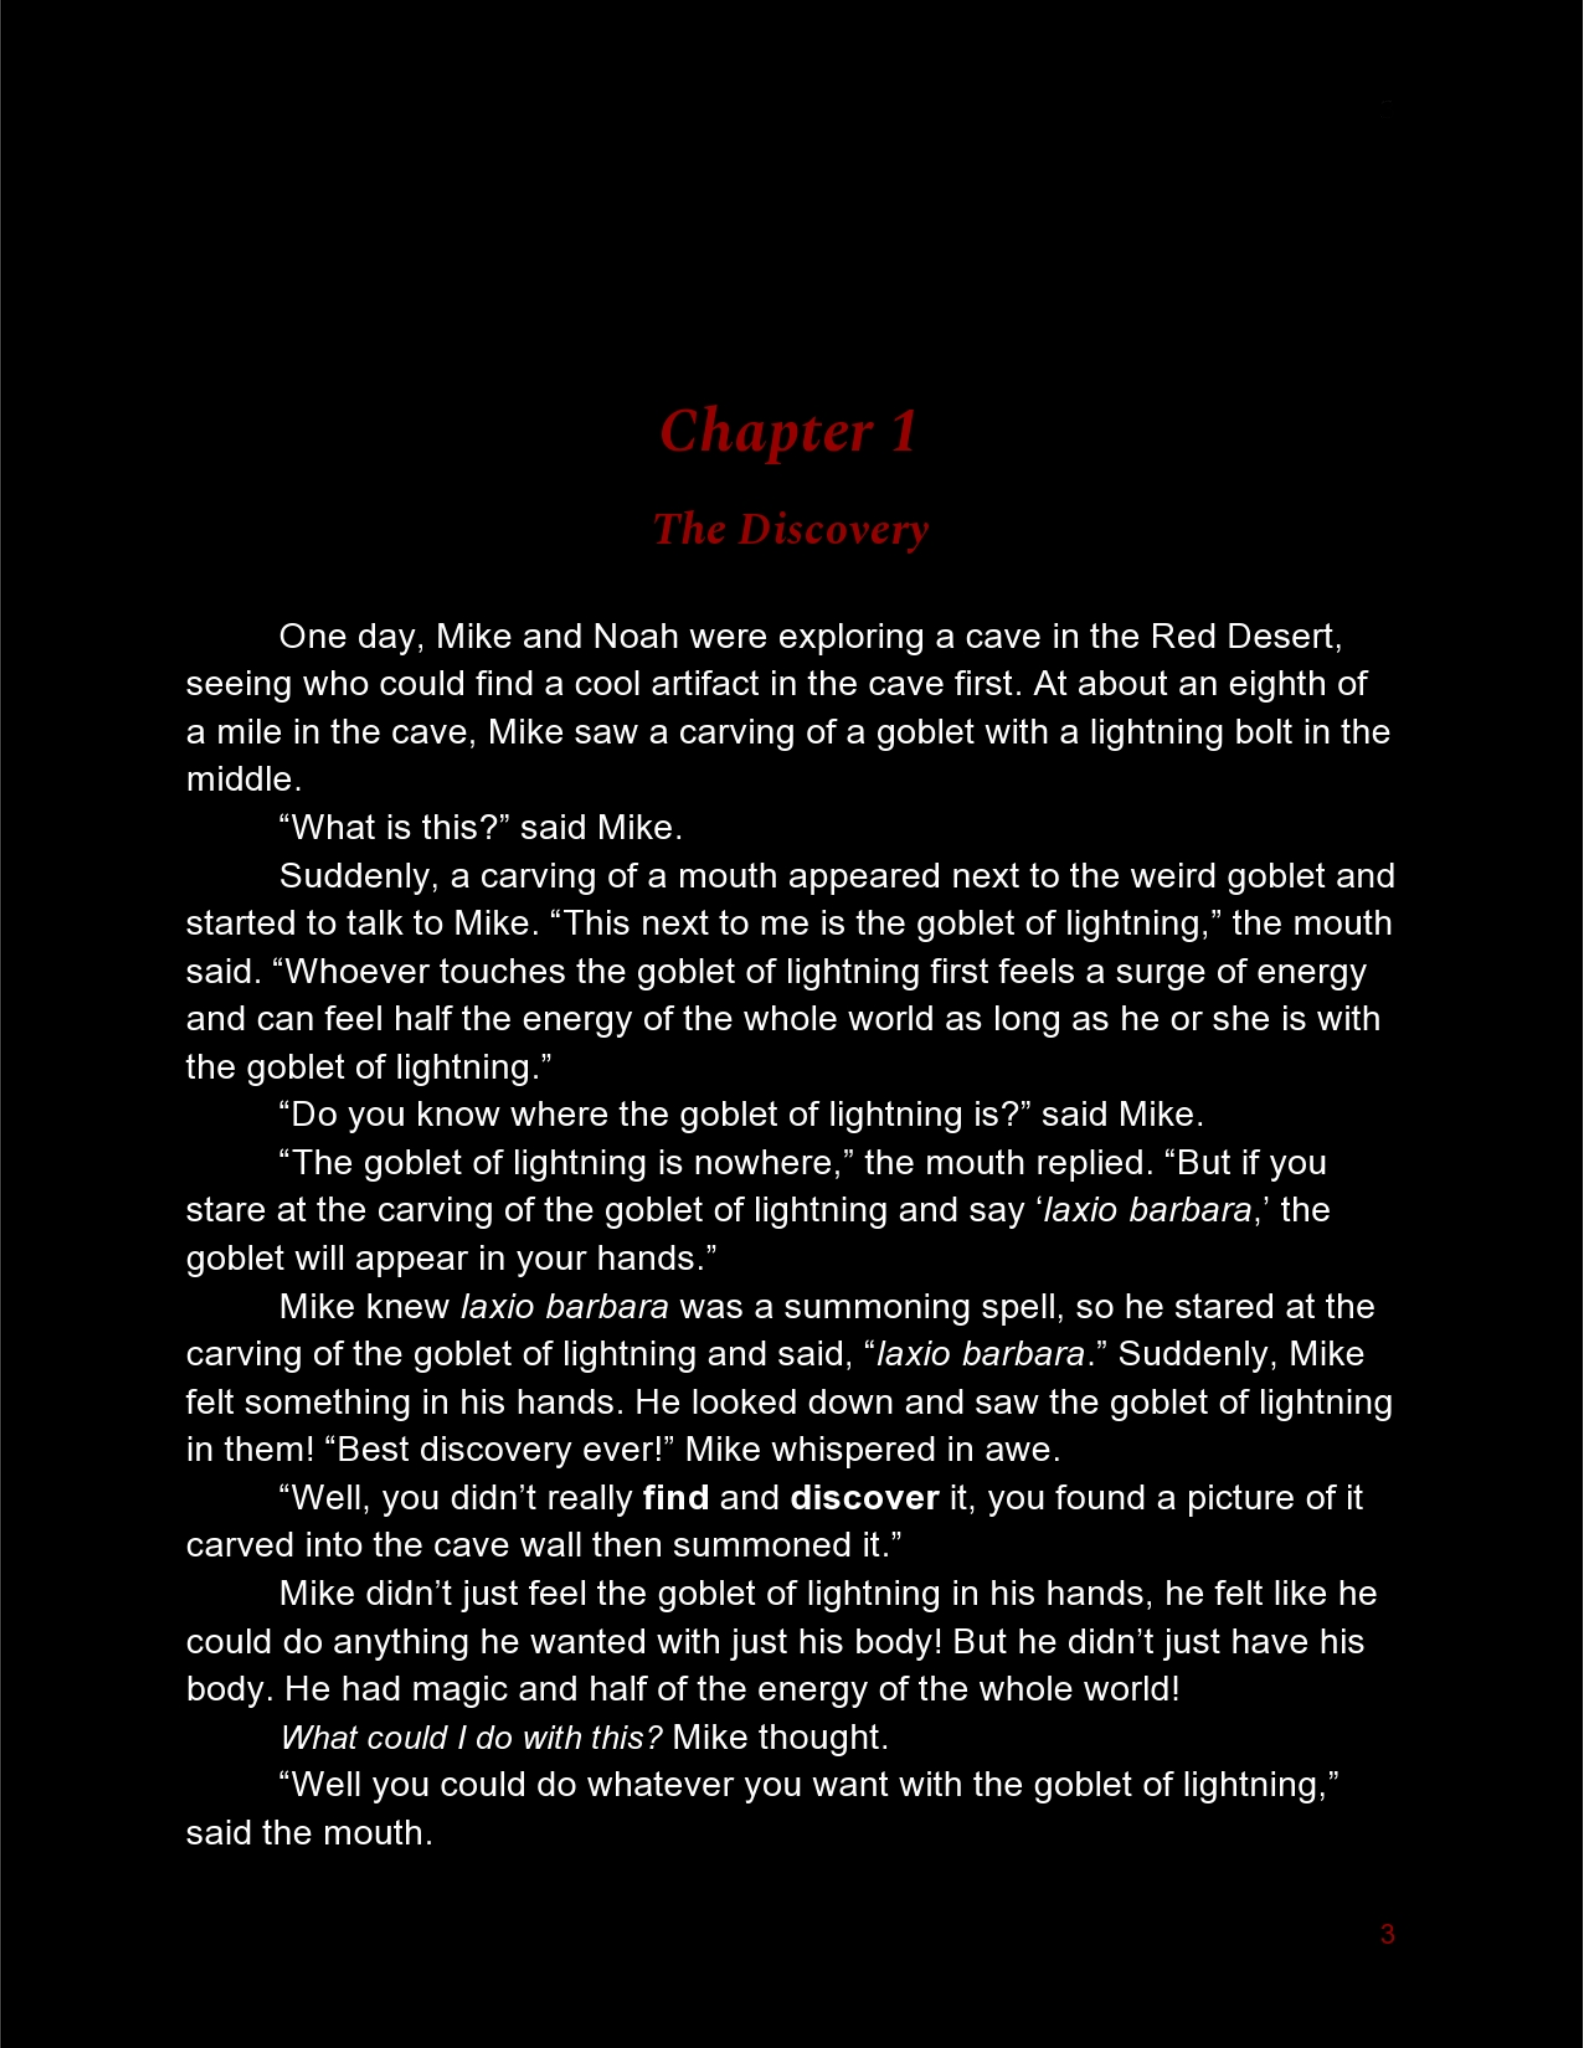 Chapter 1
The Discovery
One day, Mike and Noah were exploring a cave in the Red Desert,
seeing who could find a cool artifact in the cave first. At about an eighth of
a mile in the cave, Mike saw a carving of a goblet with a lightning bolt in the
middle.
“What is this?” said Mike.
Suddenly, a carving of a mouth appeared next to the weird goblet and
started to talk to Mike. “This next to me is the goblet of lightning,” the mouth
said. “Whoever touches the goblet of lightning first feels a surge of energy
and can feel half the energy of the whole world as long as he or she is with
the goblet of lightning.”
“Do you know where the goblet of lightning is?” said Mike.
“The goblet of lightning is nowhere,” the mouth replied. “But if you
stare at the carving of the goblet of lightning and say ‘laxio barbara,’ the
goblet will appear in your hands.”
Mike knew laxio barbara was a summoning spell, so he stared at the
carving of the goblet of lightning and said, “laxio barbara.” Suddenly, Mike
felt something in his hands. He looked down and saw the goblet of lightning
in them! “Best discovery ever!” Mike whispered in awe.
“Well, you didn’t really find and discover it, you found a picture of it
carved into the cave wall then summoned it.”
Mike didn’t just feel the goblet of lightning in his hands, he felt like he
could do anything he wanted with just his body! But he didn’t just have his
body. He had magic and half of the energy of the whole world!
What could I do with this? Mike thought.
“Well you could do whatever you want with the goblet of lightning,”
said the mouth.
3